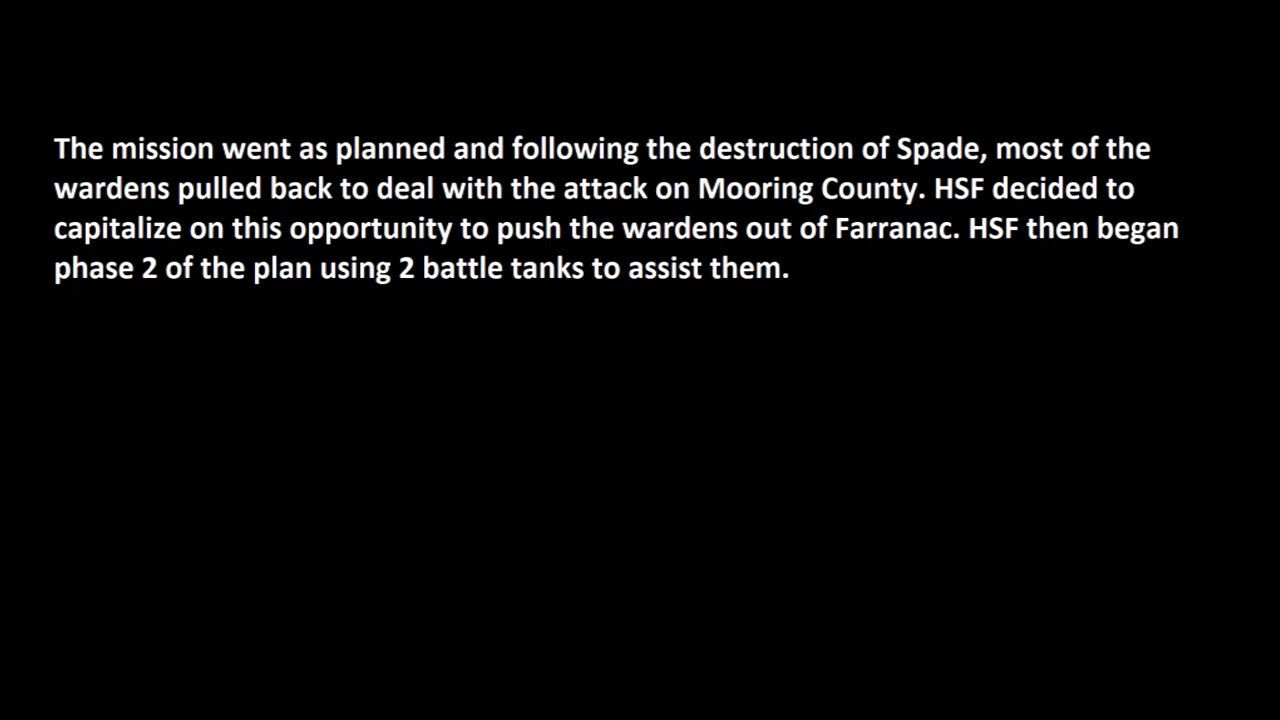 The mission went as planned and following the destruction of Spade, most of the
wardens pulled back to deal with the attack on Mooring County. HSF decided to
capitalize on this opportunity to push the wardens out of Farranac. HSF then began
phase 2 of the plan using 2 battle tanks to assist them.